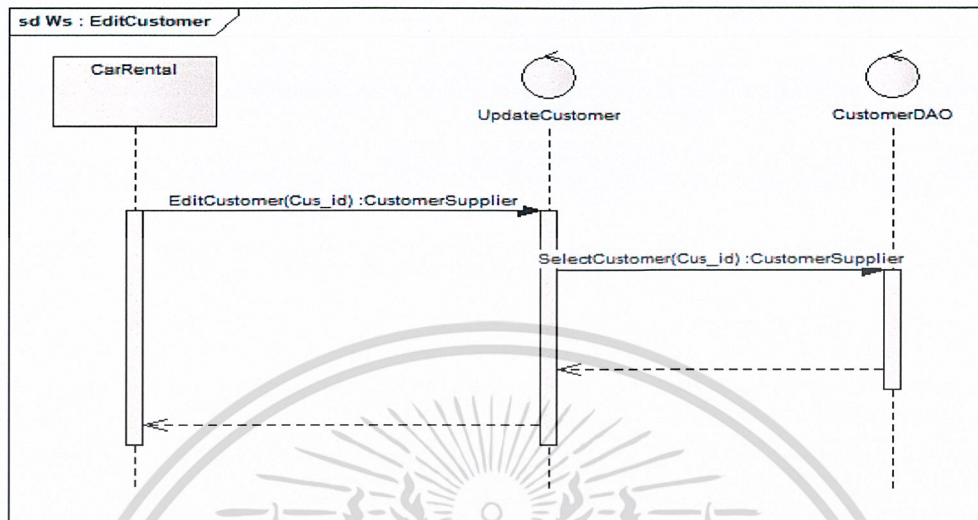 sd Ws : EditCustomer
CarRental
UpdateCustomer
CustomerDAO
EditCustomer(Cus_id) :CustomerSupplier
SelectCustomer(Cus_id) :CustomerSupplier